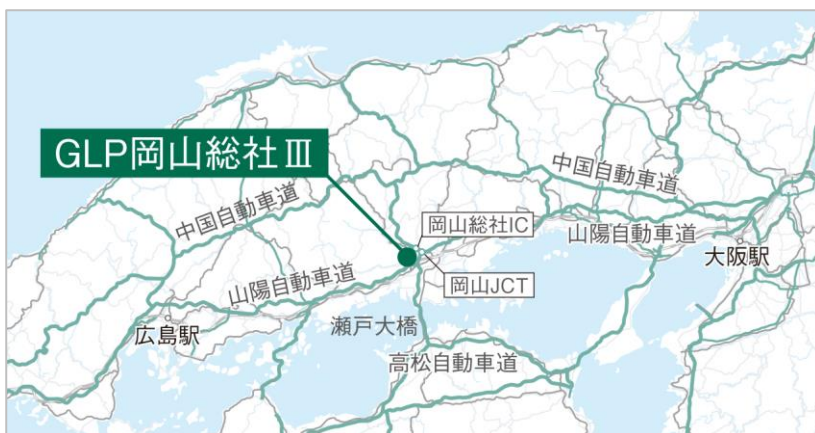 GLP岡山総社Ⅲ
中国自動車道
中国自動車道
岡山総社IC
山陽自動車道
大阪駅
岡山JCT
山陽自動車道
瀬戸大橋
広島駅
高松自動車道